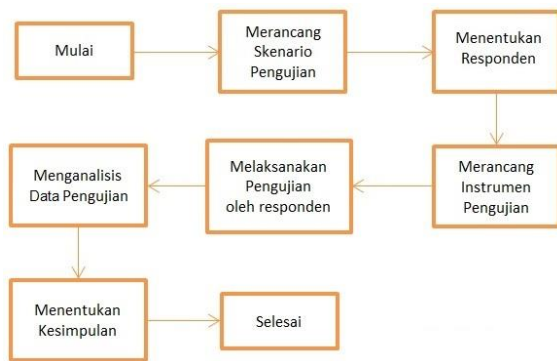 Mulai
Merancang
Skenario
Pengujian
Menentukan
Responden
Merancang
Instrumen
Pengujian
Melaksanakan
Pengujian
oleh responden
Menganalisis
Data Pengujian
Menentukan
Kesimpulan
Selesai